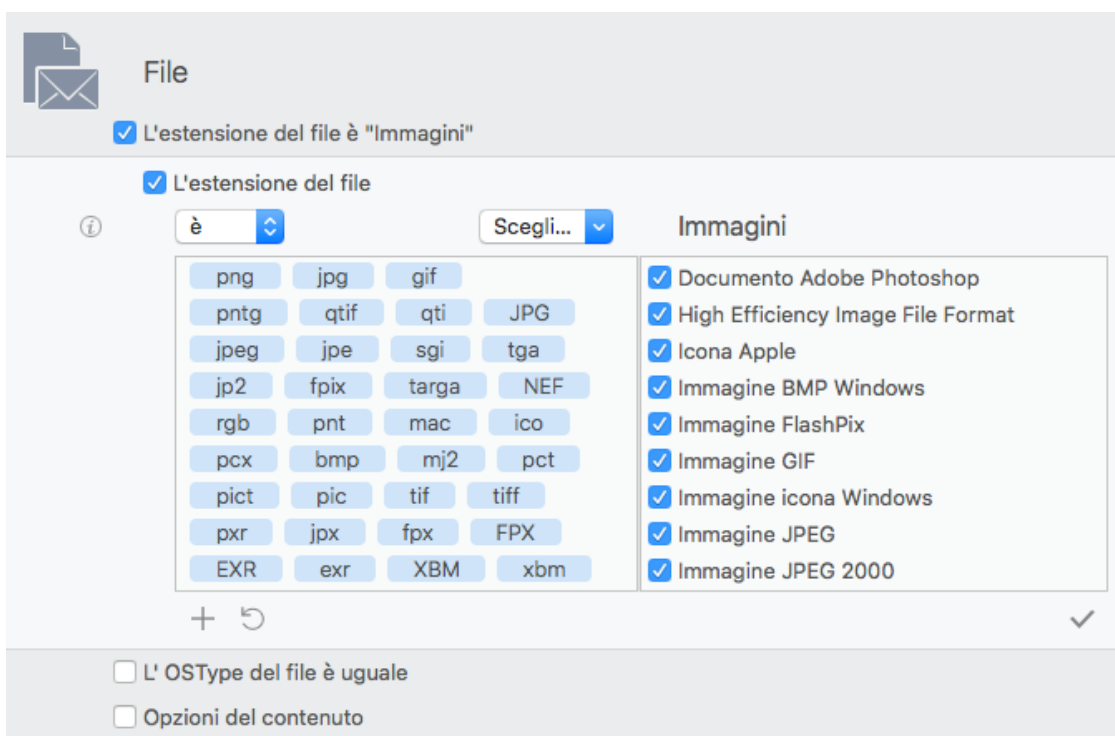 File
L'estensione del file è "Immagini"
L'estensione del file
è Scegli... Immagini
png jpg gif
pntg qtif qti JPG
jpeg jpe sgi tga
jp2 fpix targa NEF
rgb pnt mac ico
pcx bmp mj2 pct
pict pic tif tiff
pxr jpx fpx FPX
EXR exr XBM xbm
Documento Adobe Photoshop
High Efficiency Image File Format
Icona Apple
Immagine BMP Windows
Immagine FlashPix
Immagine GIF
Immagine icona Windows
Immagine JPEG
Immagine JPEG 2000
L' OSType del file è uguale
Opzioni del contenuto